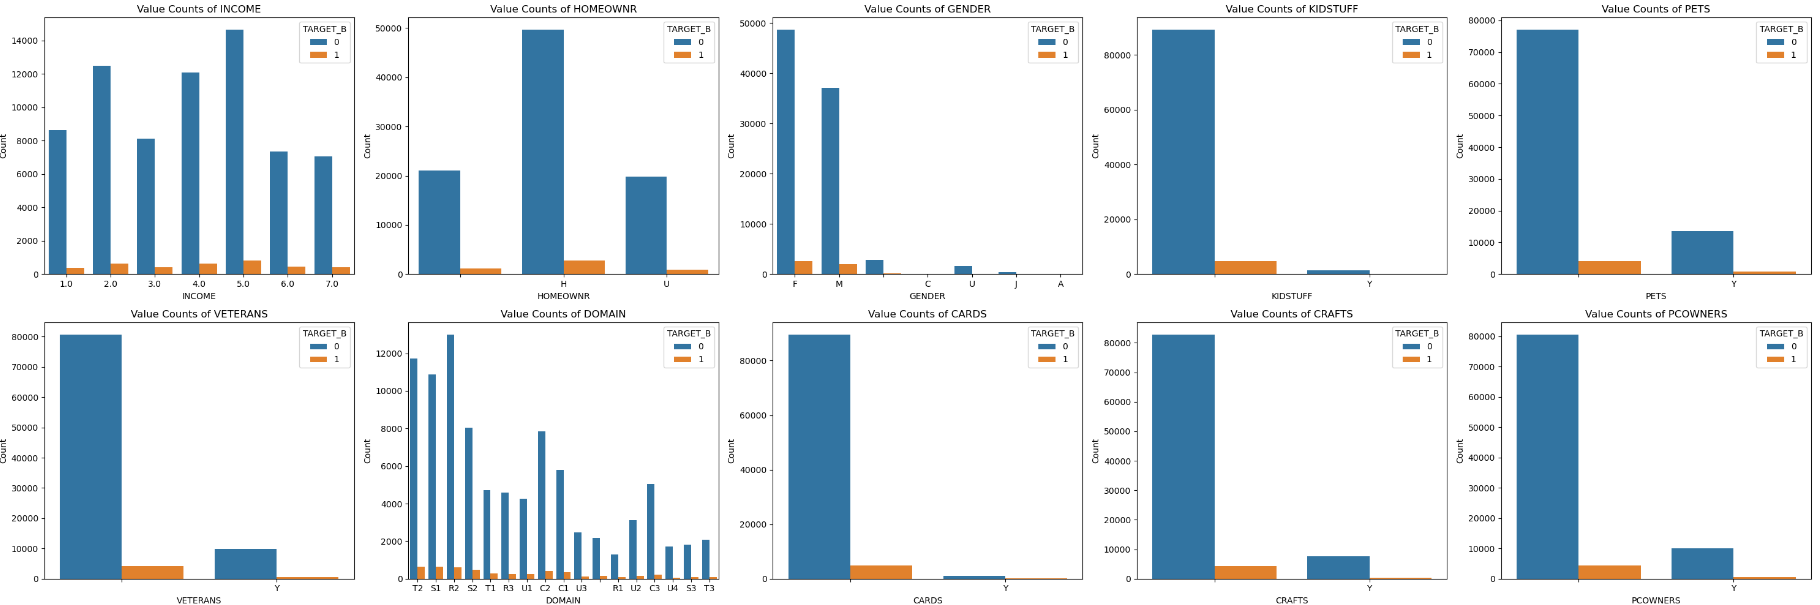 Value Counts of INCOME
Count
14000
12000
10000
8000
6000
4000
2000
0
1.0 2.0 3.0 4.0 5.0 6.0 7.0
INCOME
TARGET_B
0
1
Value Counts of HOMEOWNR
Count
50000
40000
30000
20000
10000
0
H U
HOMEOWNR
TARGET_B
0
1
Value Counts of GENDER
Count
50000
40000
30000
20000
10000
0
F M C U J A
GENDER
TARGET_B
0
1
Value Counts of KIDSTUFF
Count
80000
60000
40000
20000
0
Y
KIDSTUFF
TARGET_B
0
1
Value Counts of PETS
Count
80000
70000
60000
50000
40000
30000
20000
10000
0
Y
PETS
TARGET_B
0
1
Value Counts of VETERANS
Count
80000
70000
60000
50000
40000
30000
20000
10000
0
Y
VETERANS
TARGET_B
0
1
Value Counts of DOMAIN
Count
12000
10000
8000
6000
4000
2000
0
T2 S1 R2 S2 T1 R3 U1 C2 C1 U3 R1 U2 C3 U4 S3 T3
DOMAIN
TARGET_B
0
1
Value Counts of CARDS
Count
80000
60000
40000
20000
0
Y
CARDS
TARGET_B
0
1
Value Counts of CRAFTS
Count
80000
70000
60000
50000
40000
30000
20000
10000
0
Y
CRAFTS
TARGET_B
0
1
Value Counts of PCOWNERS
Count
80000
70000
60000
50000
40000
30000
20000
10000
0
Y
PCOWNERS
TARGET_B
0
1